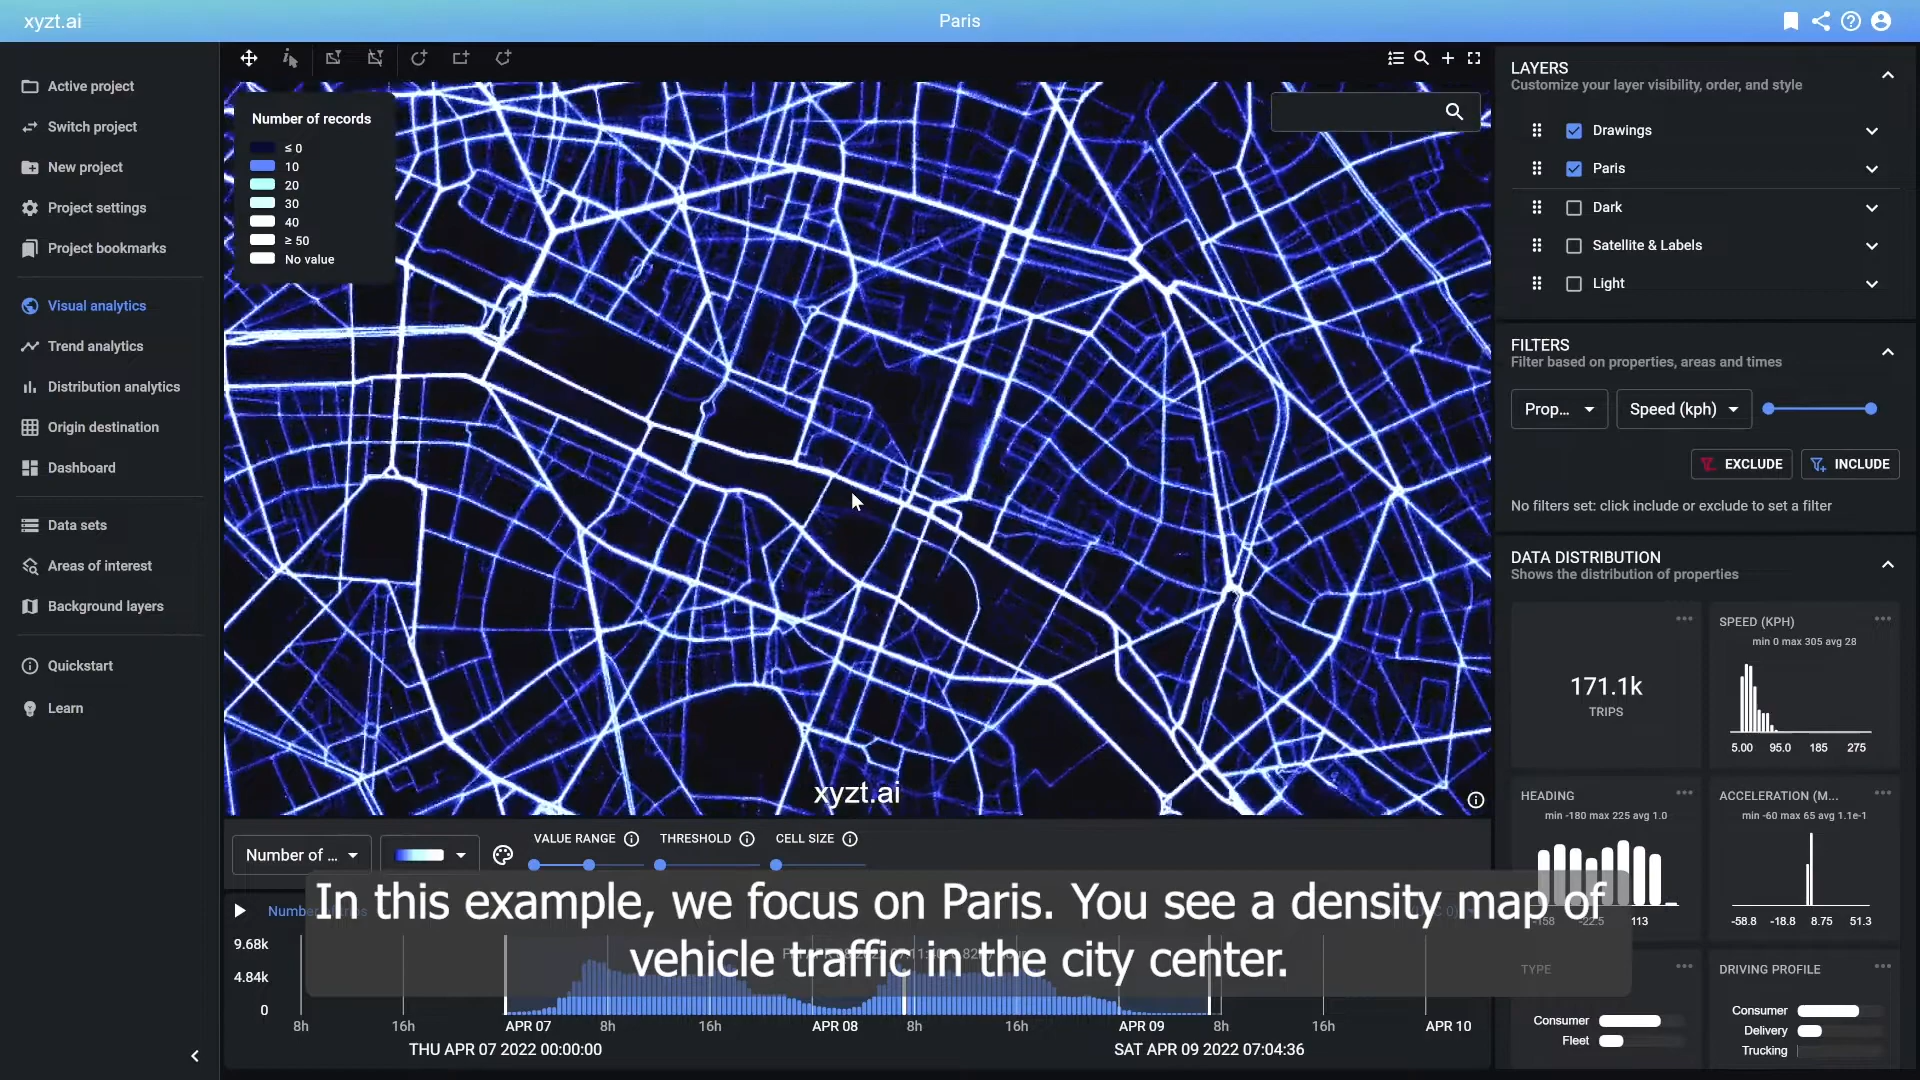 xyzt.ai
Paris
Active project
Switch project
New project
Project settings
Project bookmarks
Visual analytics
Trend analytics
Distribution analytics
Origin destination
Dashboard
Data sets
Areas of interest
Background layers
Quickstart
Learn
Number of records
≤ 0
10
20
30
40
≥ 50
No value
xyzt.ai
LAYERS
Customize your layer visibility, order, and style
Drawings
Paris
Dark
Satellite & Labels
Light
FILTERS
Filter based on properties, areas and times
Prop...
Speed (kph)
EXCLUDE
INCLUDE
No filters set: click include or exclude to set a filter
DATA DISTRIBUTION
Shows the distribution of properties
171.1k
TRIPS
SPEED (KPH)
min 0 max 305 avg 28
5.00 95.0 185 275
HEADING
min -180 max 225 avg 1.0
-158 -22.5 113
ACCELERATION (M...
min -60 max 65 avg 1.1e-1
-58.8 -18.8 8.75 51.3
TYPE
Consumer
Fleet
DRIVING PROFILE
Consumer
Delivery
Trucking
Number of ...
VALUE RANGE
THRESHOLD
CELL SIZE
In this example, we focus on Paris. You see a density map of
vehicle traffic in the city center.
9.68k
4.84k
0
8h 16h APR 07 8h 16h APR 08 8h 16h APR 09 8h 16h APR 10
THU APR 07 2022 00:00:00
SAT APR 09 2022 07:04:36